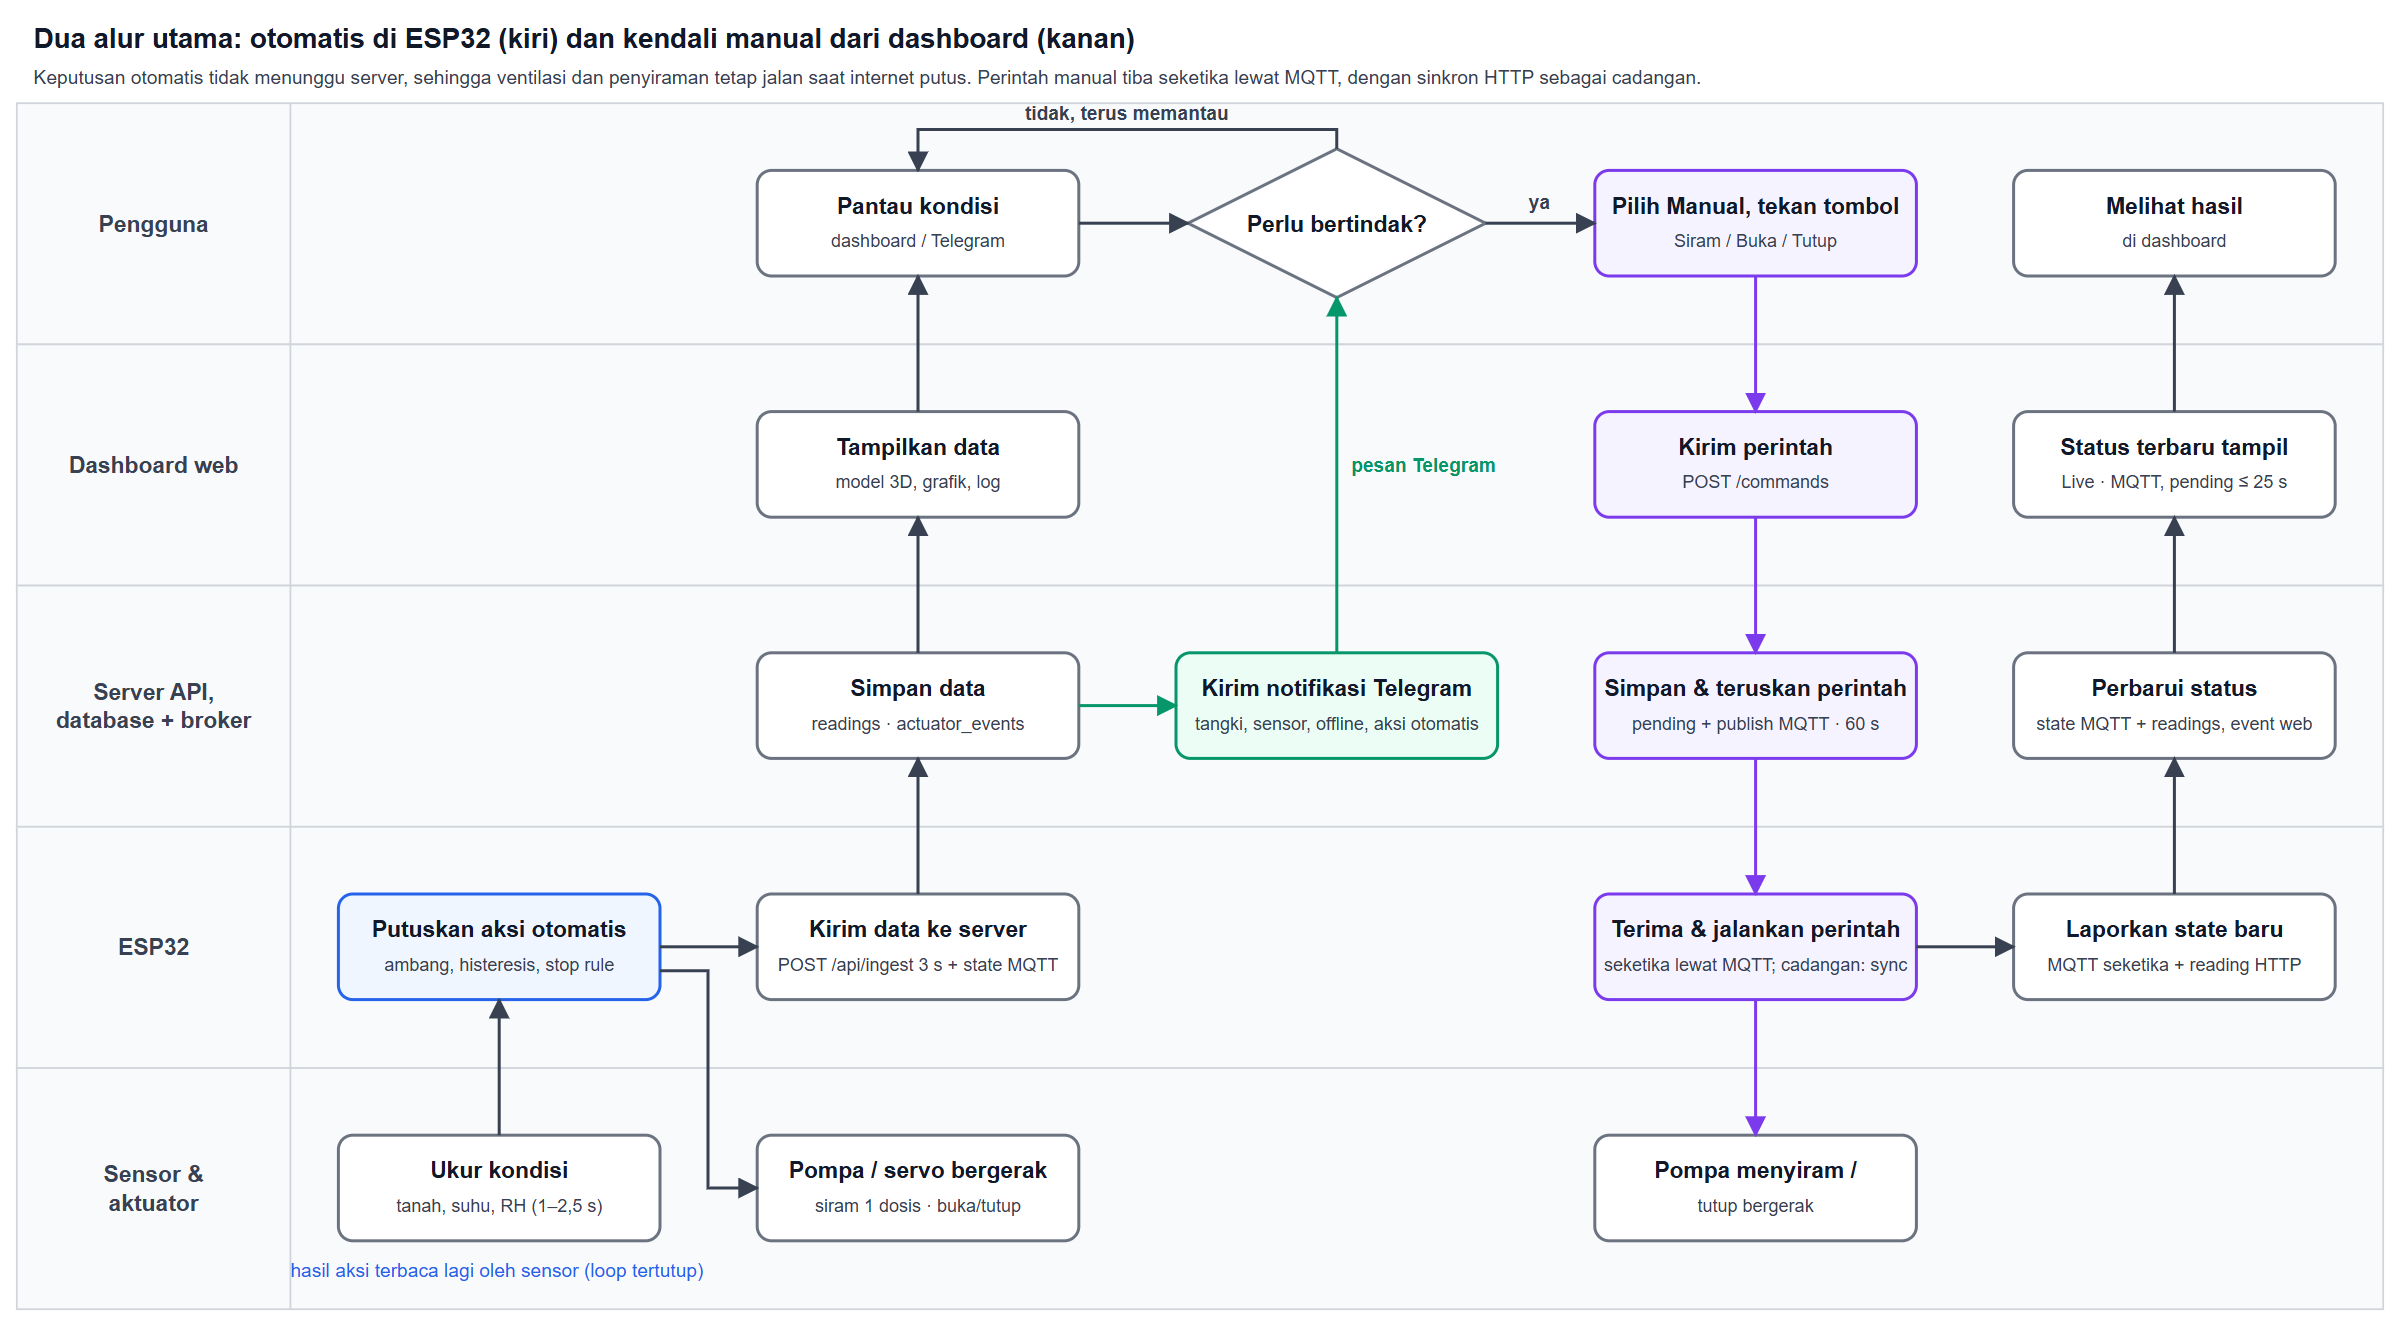 Dua alur utama: otomatis di ESP32 (kiri) dan kendali manual dari dashboard (kanan)
Keputusan otomatis tidak menunggu server, sehingga ventilasi dan penyiraman tetap jalan saat internet putus. Perintah manual tiba seketika lewat MQTT, dengan sinkron HTTP sebagai cadangan.
tidak, terus memantau
Pengguna
Pantau kondisi
dashboard / Telegram
Perlu bertindak?
ya
Pilih Manual, tekan tombol
Siram / Buka / Tutup
Melihat hasil
di dashboard
Dashboard web
Tampilkan data
model 3D, grafik, log
pesan Telegram
Kirim perintah
POST /commands
Status terbaru tampil
Live · MQTT, pending ≤ 25 s
Server API,
database + broker
Simpan data
readings · actuator_events
Kirim notifikasi Telegram
tangki, sensor, offline, aksi otomatis
Simpan & teruskan perintah
pending + publish MQTT · 60 s
Perbarui status
state MQTT + readings, event web
ESP32
Putuskan aksi otomatis
ambang, histeresis, stop rule
Kirim data ke server
POST /api/ingest 3 s + state MQTT
Terima & jalankan perintah
seketika lewat MQTT; cadangan: sync
Laporkan state baru
MQTT seketika + reading HTTP
Sensor &
aktuator
Ukur kondisi
tanah, suhu, RH (1–2,5 s)
Pompa / servo bergerak
siram 1 dosis · buka/tutup
Pompa menyiram /
tutup bergerak
hasil aksi terbaca lagi oleh sensor (loop tertutup)